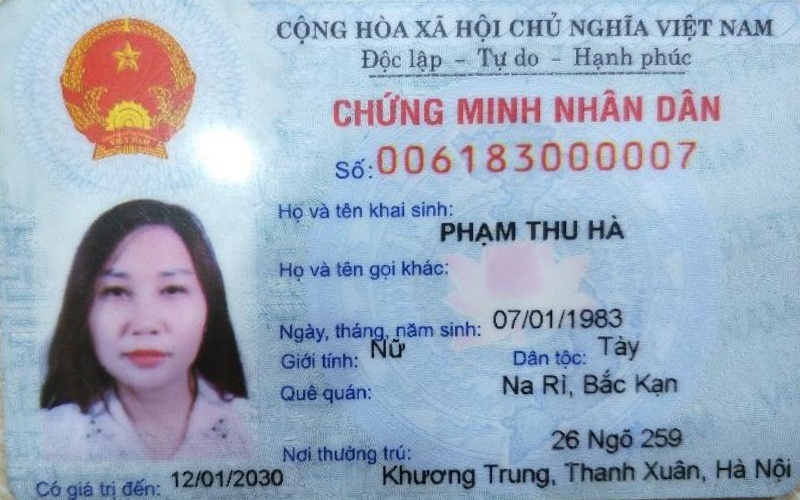 CỘNG HÒA XÃ HỘI CHỦ NGHĨA VIỆT NAM
Độc lập - Tự do - Hạnh phúc
CHỨNG MINH NHÂN DÂN
Số: 006183000007
Họ và tên khai sinh:
PHẠM THU HÀ
Họ và tên gọi khác:
Ngày, tháng, năm sinh: 07/01/1983
Giới tính: Nữ Dân tộc: Tày
Quê quán: Na Rì, Bắc Kạn
Nơi thường trú: 26 Ngõ 259
Khương Trung, Thanh Xuân, Hà Nội
Có giá trị đến: 12/01/2030